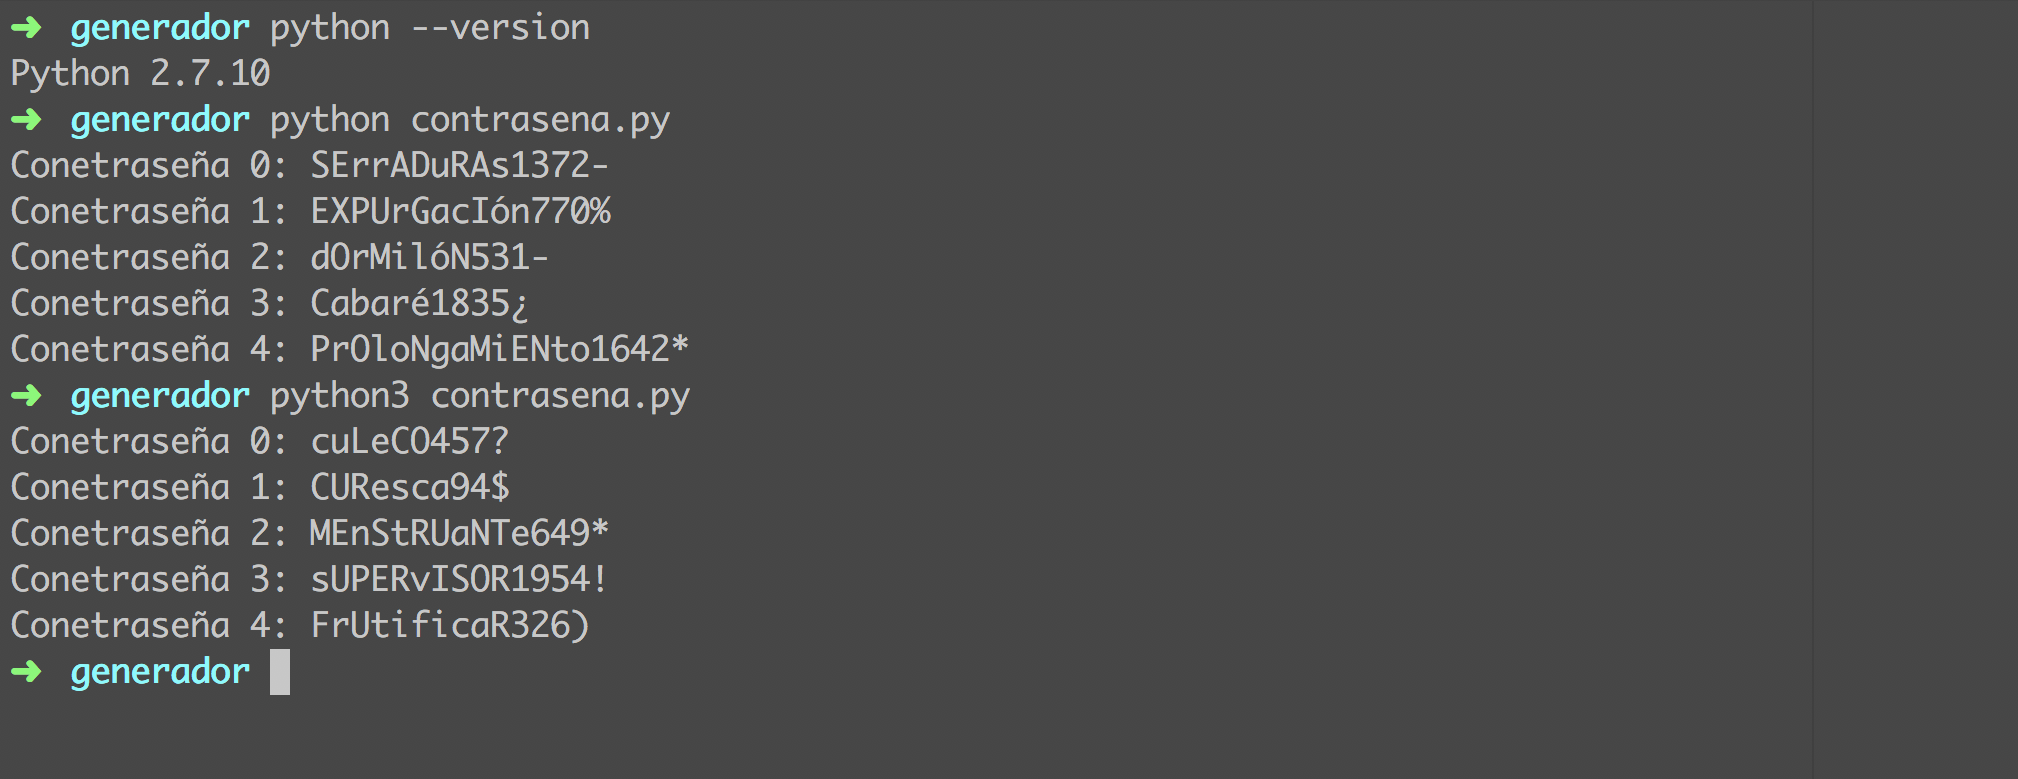 ➜ generador python --version
Python 2.7.10
➜ generador python contrasena.py
Conetraseña 0: SErrADuRAs1372-
Conetraseña 1: EXPUrGacIón770%
Conetraseña 2: dOrMilóN531-
Conetraseña 3: Cabaré1835¿
Conetraseña 4: PrOloNgaMiENto1642*
➜ generador python3 contrasena.py
Conetraseña 0: cuLeCO457?
Conetraseña 1: CUResca94$
Conetraseña 2: MEnStRUaNTe649*
Conetraseña 3: sUPERvISOR1954!
Conetraseña 4: FrUtificaR326)
➜ generador